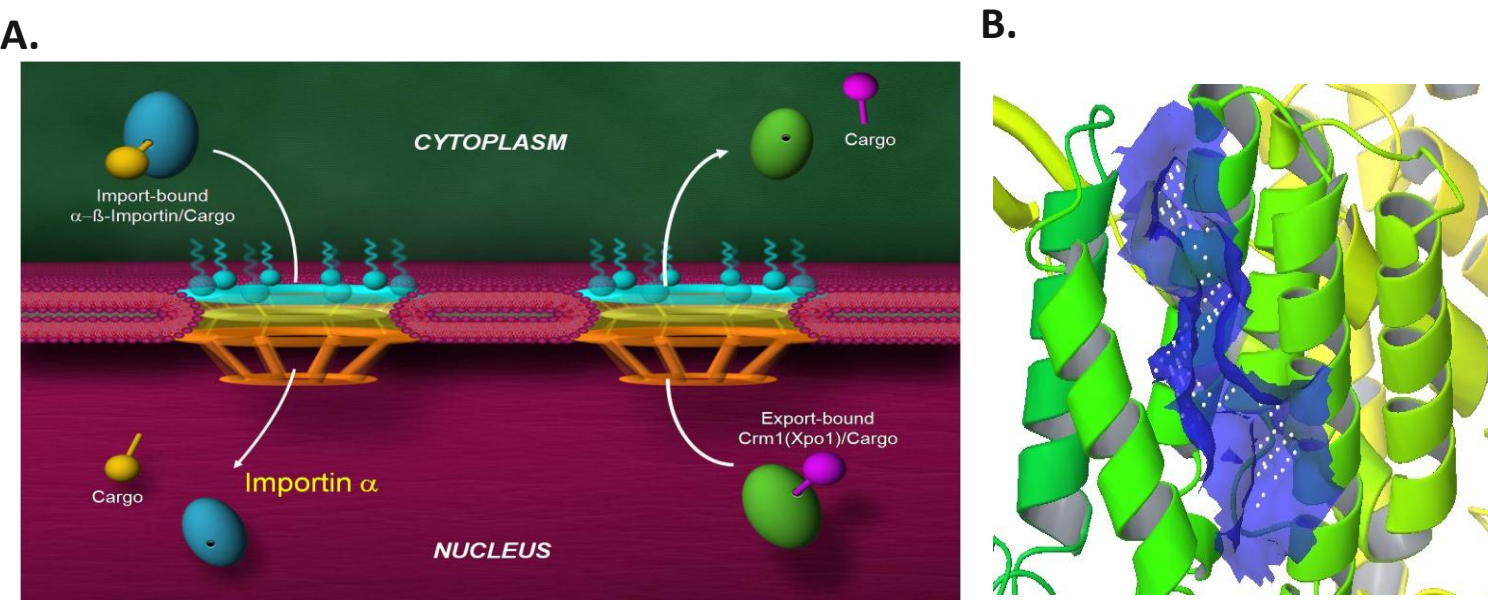 A.
B.
CYTOPLASM
Cargo
Import-bound
α–ß-Importin/Cargo
Export-bound
Crm1(Xpo1)/Cargo
Importin α
Cargo
NUCLEUS